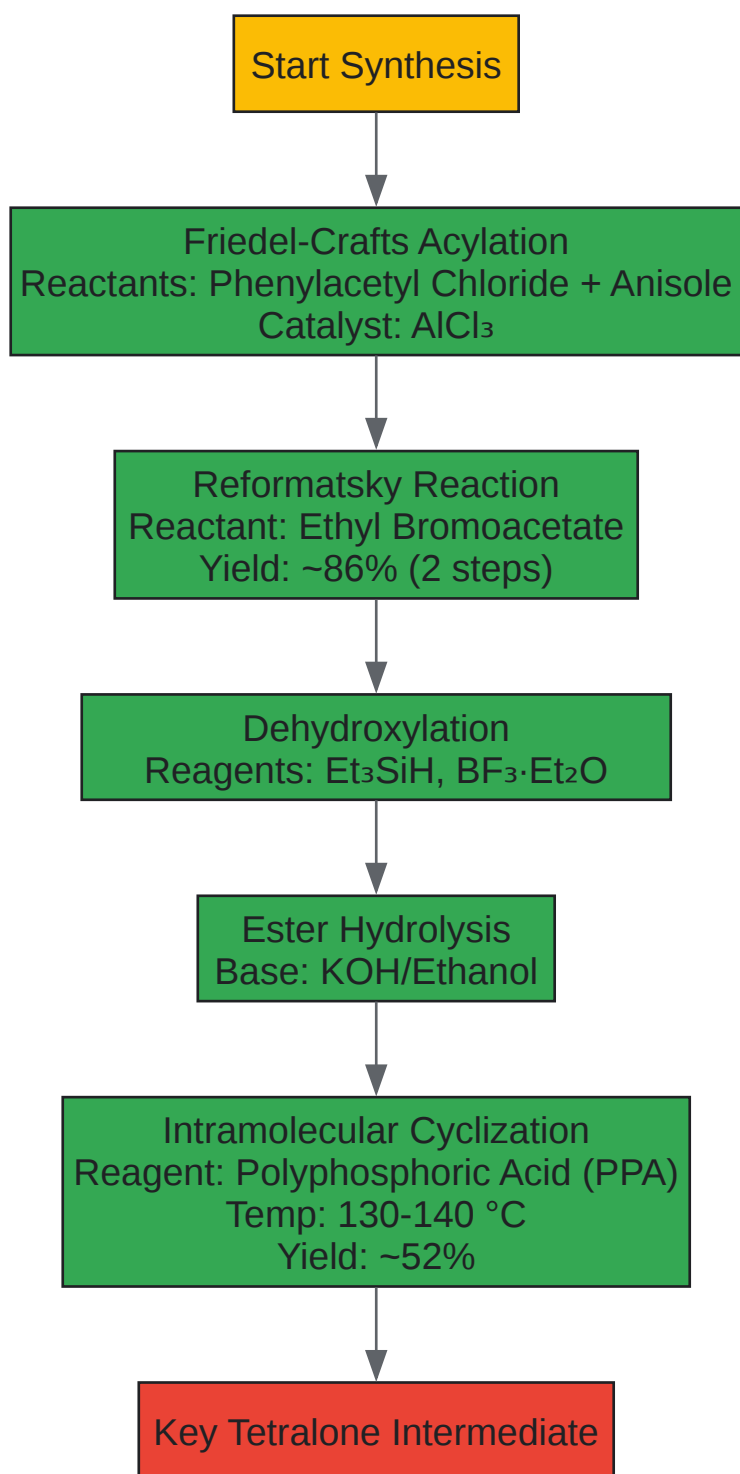 Start Synthesis
Friedel-Crafts Acylation
Reactants: Phenylacetyl Chloride + Anisole
Catalyst: AlCl₃
Reformatsky Reaction
Reactant: Ethyl Bromoacetate
Yield: ~86% (2 steps)
Dehydroxylation
Reagents: Et₃SiH, BF₃·Et₂O
Ester Hydrolysis
Base: KOH/Ethanol
Intramolecular Cyclization
Reagent: Polyphosphoric Acid (PPA)
Temp: 130-140 °C
Yield: ~52%
Key Tetralone Intermediate